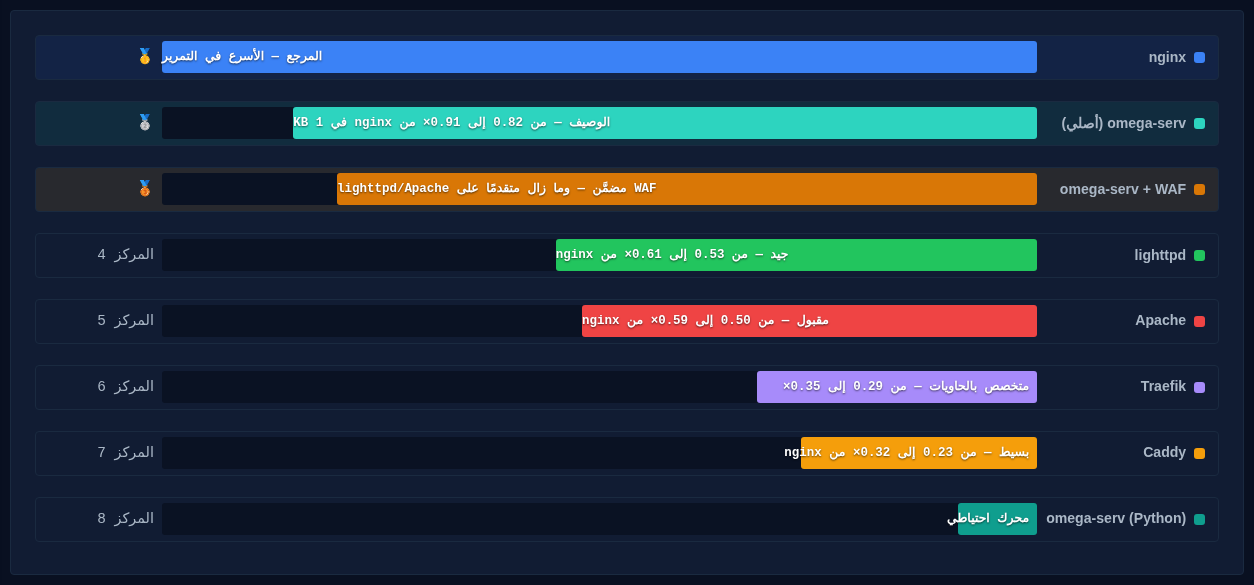 nginx
المرجع — الأسرع في التمرير
🥇
omega-serv (أصلي)
الوصيف — من 0.82 إلى 0.91× من nginx في 1 KB
🥈
omega-serv + WAF
WAF مضمَّن — وما زال متقدمًا على lighttpd/Apache
🥉
lighttpd
جيد — من 0.53 إلى 0.61× من nginx
المركز 4
Apache
مقبول — من 0.50 إلى 0.59× من nginx
المركز 5
Traefik
متخصص بالحاويات — من 0.29 إلى 0.35×
المركز 6
Caddy
بسيط — من 0.23 إلى 0.32× من nginx
المركز 7
omega-serv (Python)
محرك احتياطي
المركز 8